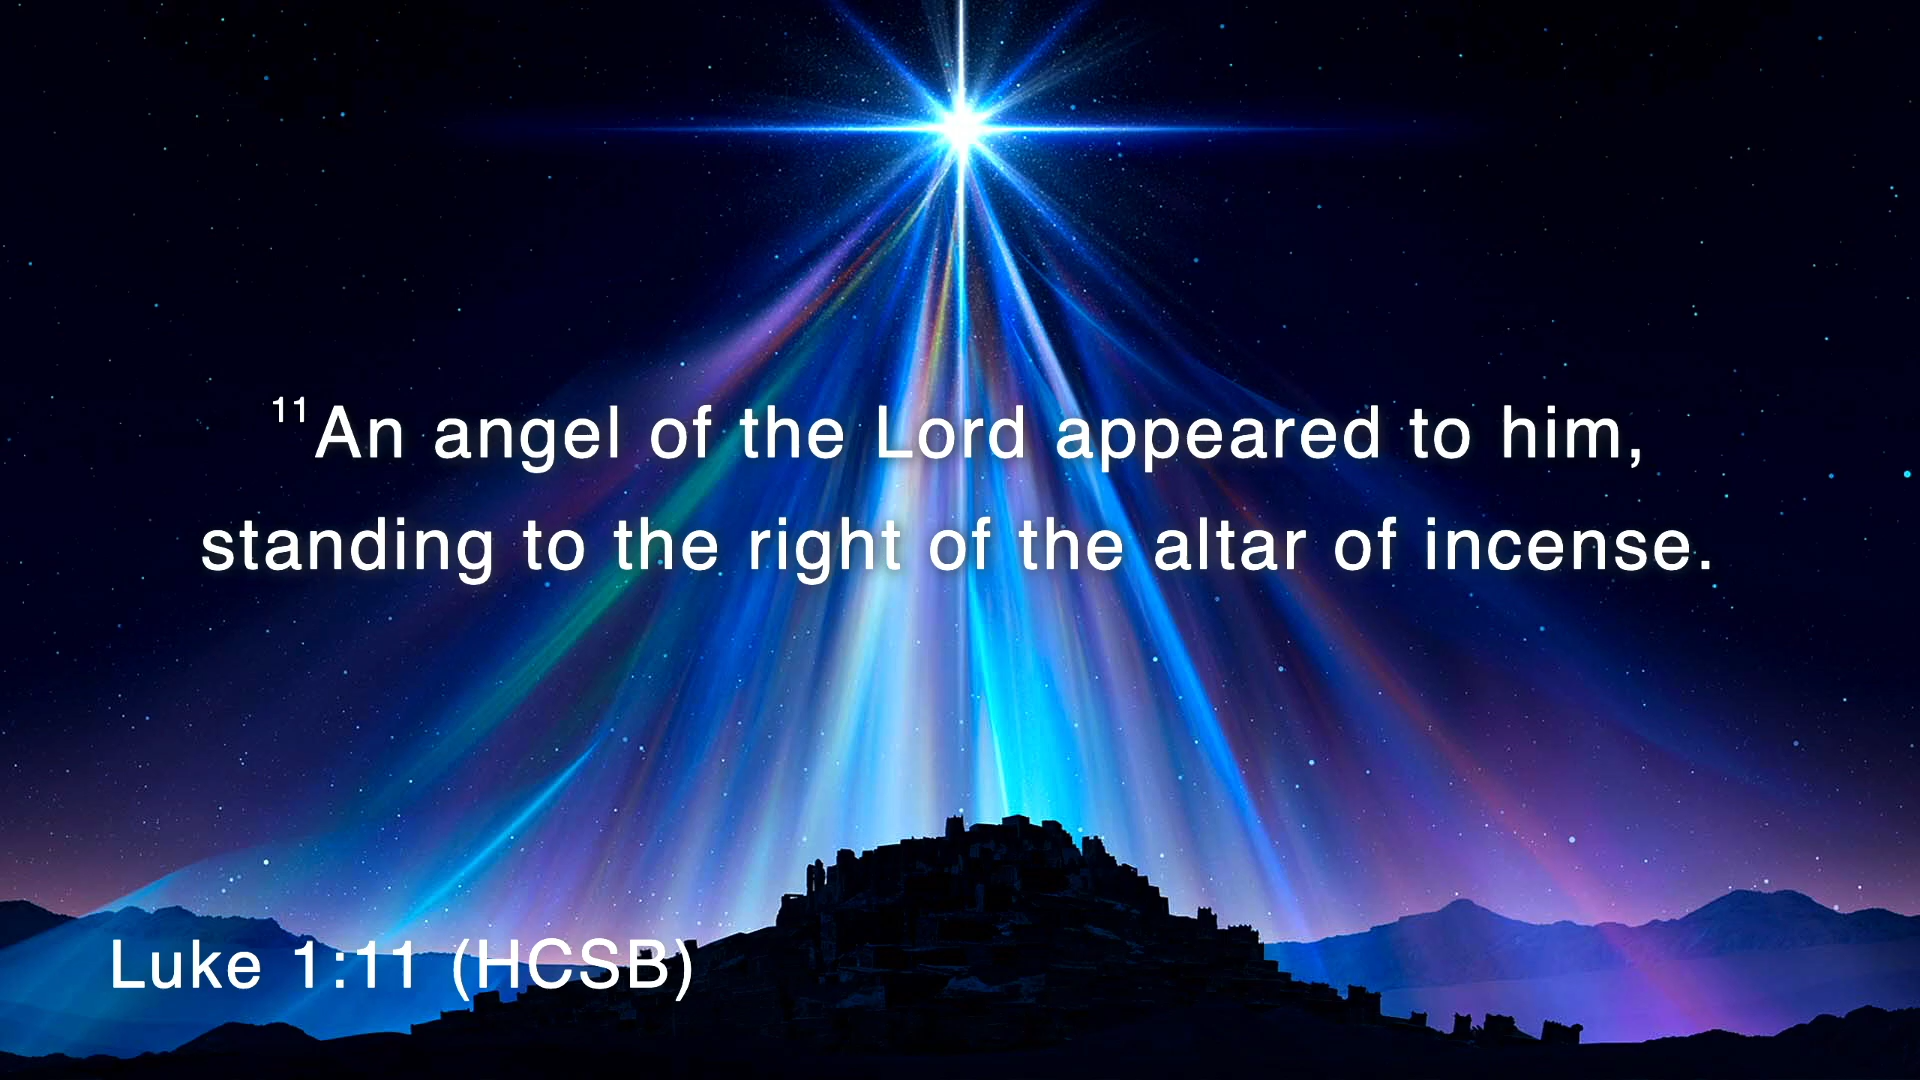 11An angel of the Lord appeared to him,
standing to the right of the altar of incense.
Luke 1:11 (HCSB)